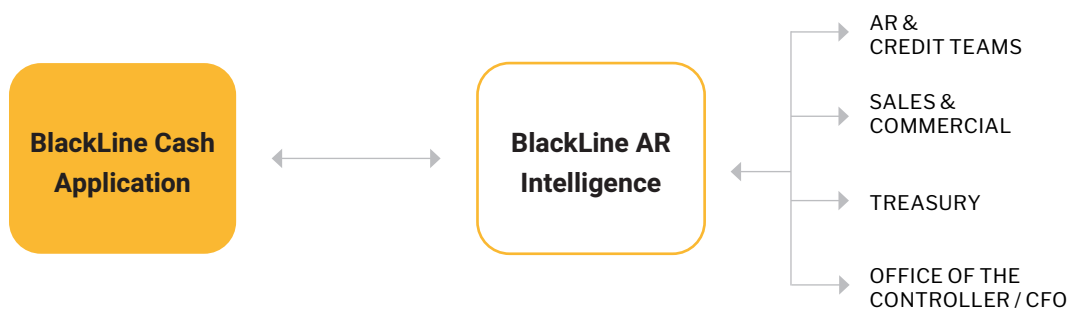 BlackLine Cash
Application
BlackLine AR
Intelligence
AR &
CREDIT TEAMS
SALES &
COMMERCIAL
TREASURY
OFFICE OF THE
CONTROLLER / CFO